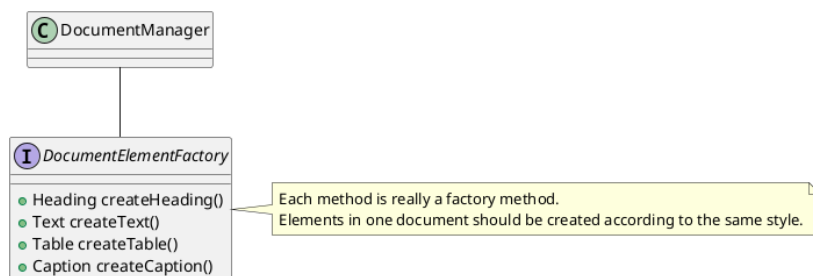 C DocumentManager
I DocumentElementFactory
Heading createHeading()
Text createText()
Table createTable()
Caption createCaption()
Each method is really a factory method.
Elements in one document should be created according to the same style.